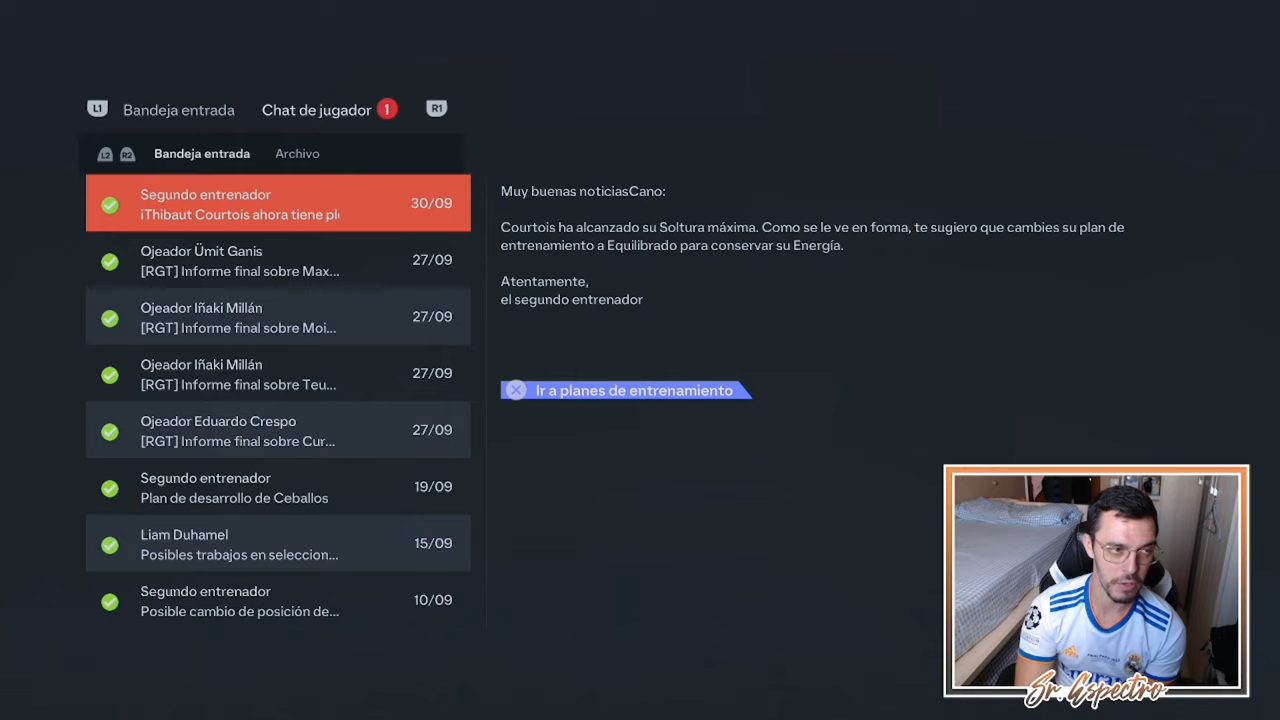 L1 Bandeja entrada Chat de jugador 1 R1
L2 R2 Bandeja entrada Archivo
Segundo entrenador
¡Thibaut Courtois ahora tiene ple
30/09
Ojeador Ümit Ganis
[RGT] Informe final sobre Max...
27/09
Ojeador Iñaki Millán
[RGT] Informe final sobre Moi...
27/09
Ojeador Iñaki Millán
[RGT] Informe final sobre Teu...
27/09
Ojeador Eduardo Crespo
[RGT] Informe final sobre Cur...
27/09
Segundo entrenador
Plan de desarrollo de Ceballos
19/09
Liam Duhamel
Posibles trabajos en seleccion...
15/09
Segundo entrenador
Posible cambio de posición de...
10/09
Muy buenas noticiasCano:
Courtois ha alcanzado su Soltura máxima. Como se le ve en forma, te sugiero que cambies su plan de
entrenamiento a Equilibrado para conservar su Energía.
Atentamente,
el segundo entrenador
Ir a planes de entrenamiento
Sr. Espectro